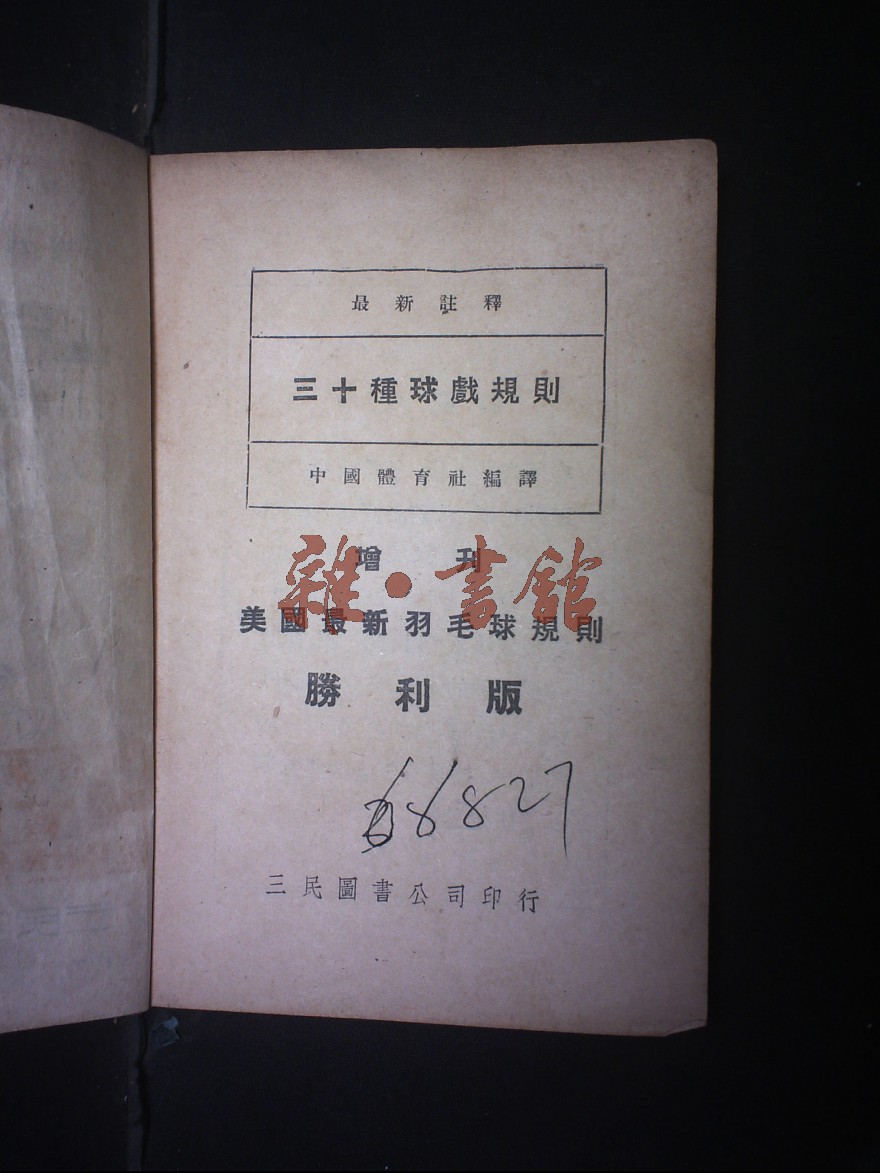 最新註釋
三十種球戲規則
中國體育社編譯
增刊
雜·書館
美國最新羽毛球規則
勝利版
68827
三民圖書公司印行